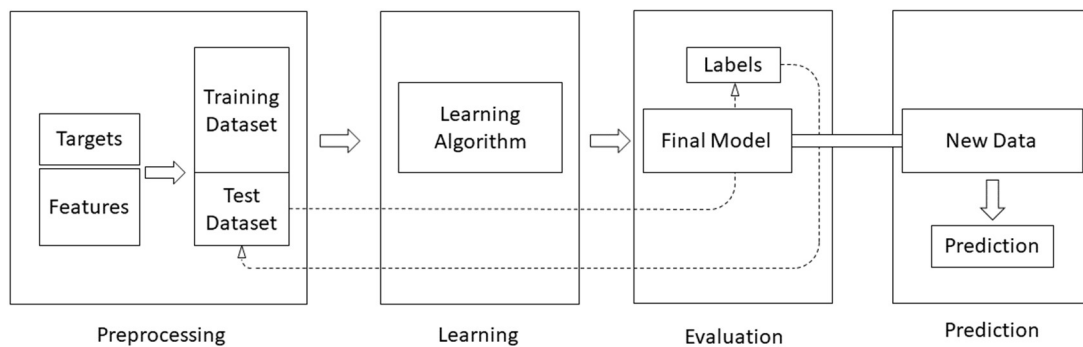 Targets
Features
Training
Dataset
Test
Dataset
Preprocessing
Learning
Algorithm
Learning
Labels
Final Model
Evaluation
New Data
Prediction
Prediction